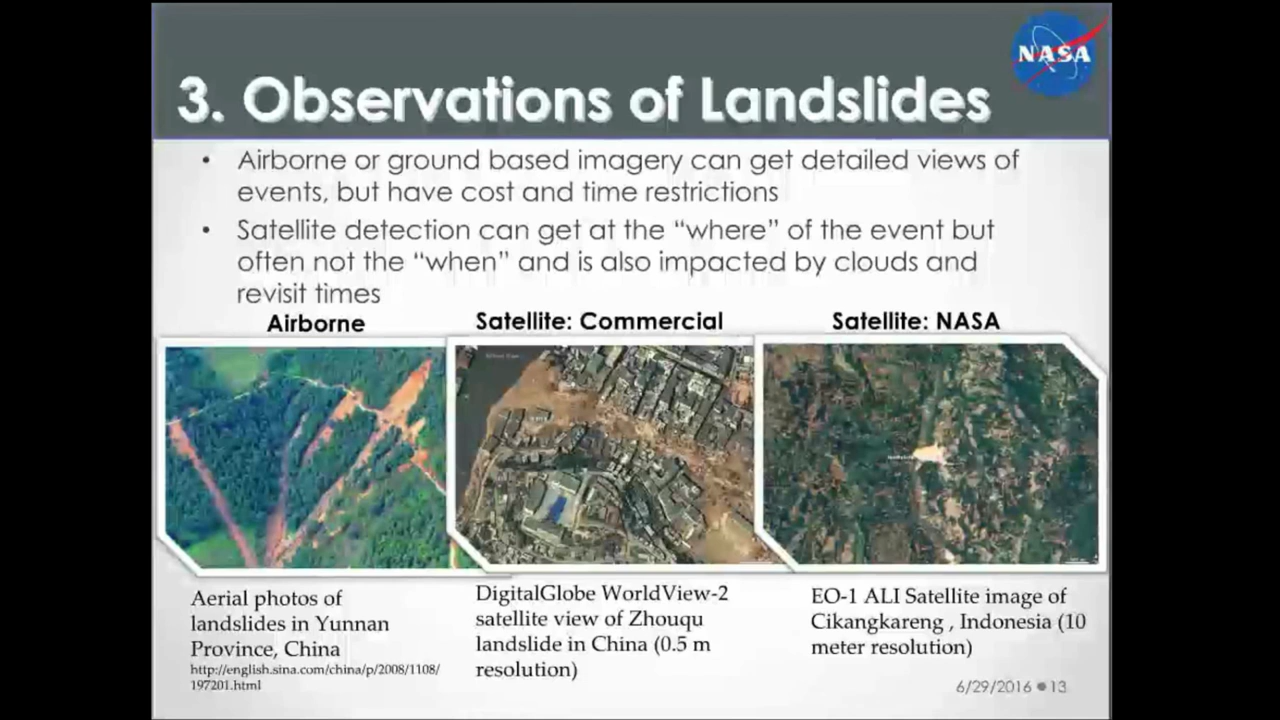 NASA
3. Observations of Landslides
• Airborne or ground based imagery can get detailed views of
events, but have cost and time restrictions
• Satellite detection can get at the “where” of the event but
often not the “when” and is also impacted by clouds and
revisit times
Airborne
Satellite: Commercial
Satellite: NASA
Aerial photos of
landslides in Yunnan
Province, China
http://english.sina.com/china/p/2008/1108/
197201.html
DigitalGlobe WorldView-2
satellite view of Zhouqu
landslide in China (0.5 m
resolution)
EO-1 ALI Satellite image of
Cikangkareng , Indonesia (10
meter resolution)
6/29/2016 ● 13